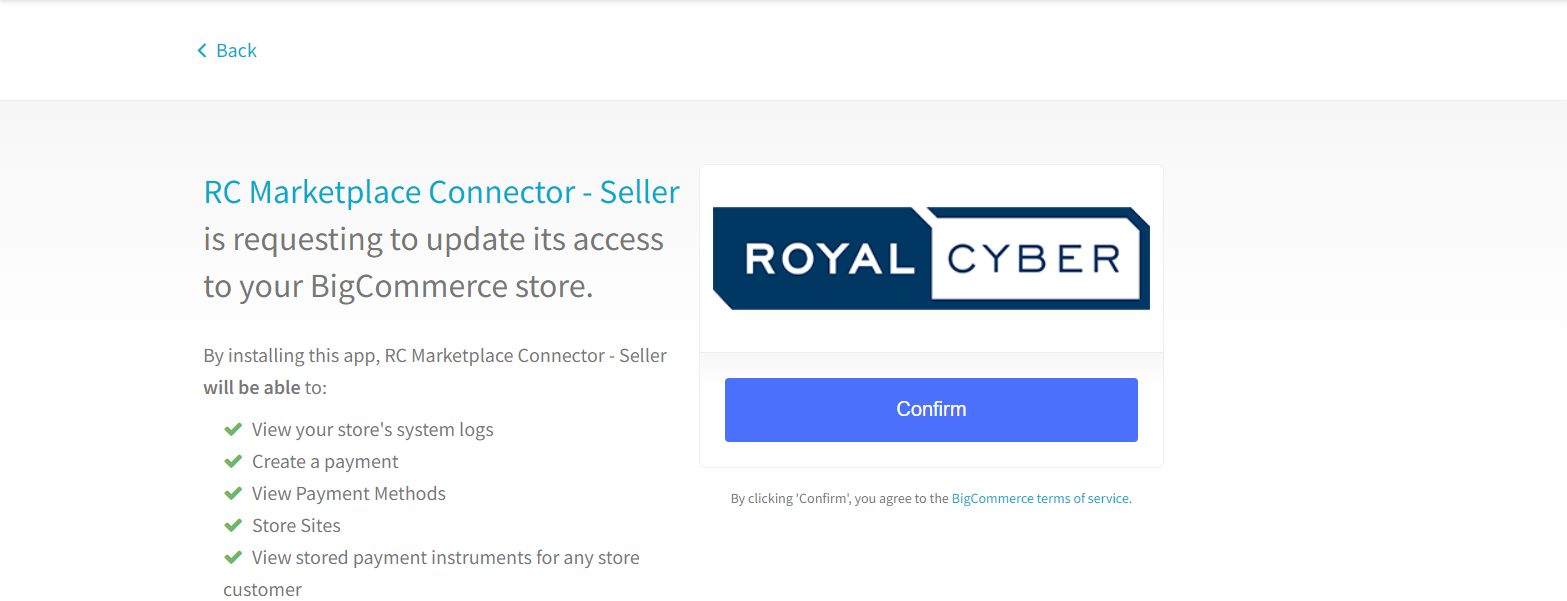 Back
RC Marketplace Connector - Seller
is requesting to update its access
to your BigCommerce store.
By installing this app, RC Marketplace Connector - Seller
will be able to:
View your store's system logs
Create a payment
View Payment Methods
Store Sites
View stored payment instruments for any store
customer
ROYAL CYBER
Confirm
By clicking 'Confirm', you agree to the BigCommerce terms of service.